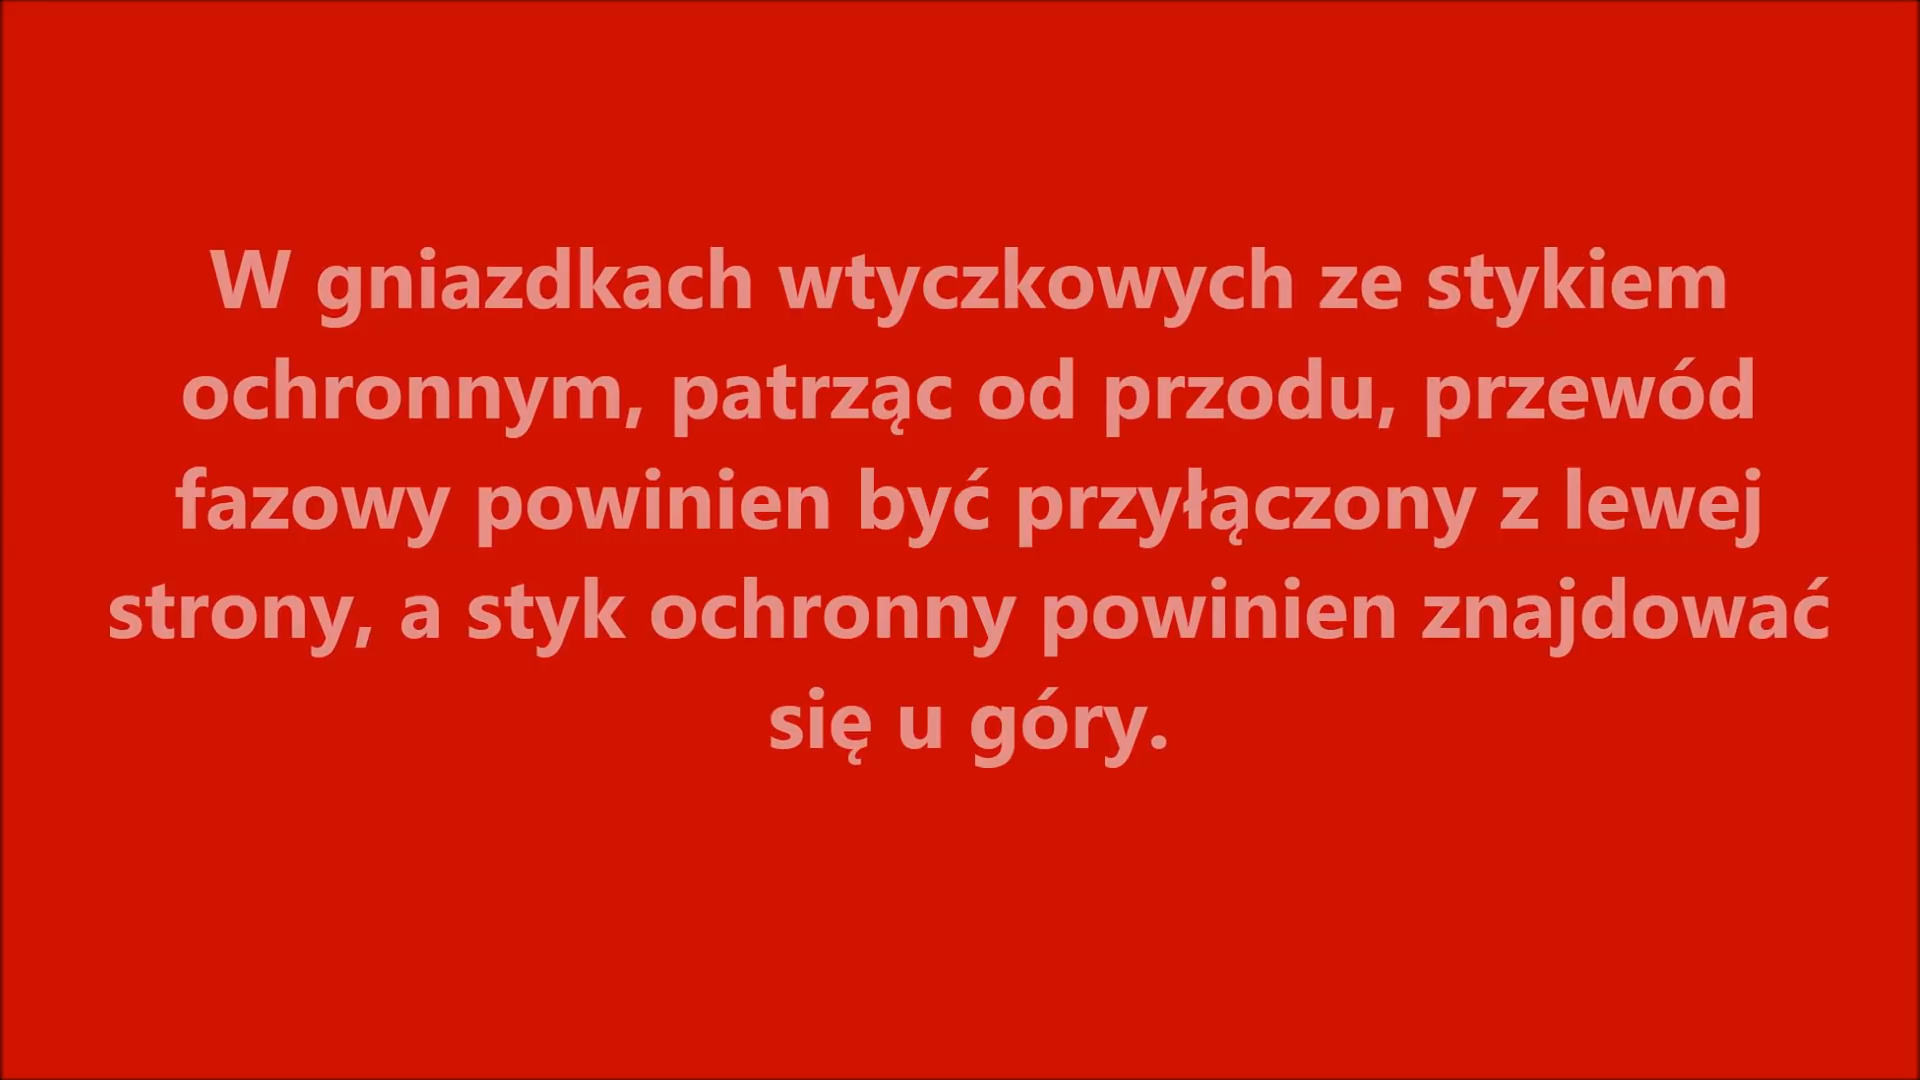 W gniazdkach wtyczkowych ze stykiem
ochronnym, patrząc od przodu, przewód
fazowy powinien być przyłączony z lewej
strony, a styk ochronny powinien znajdować
się u góry.